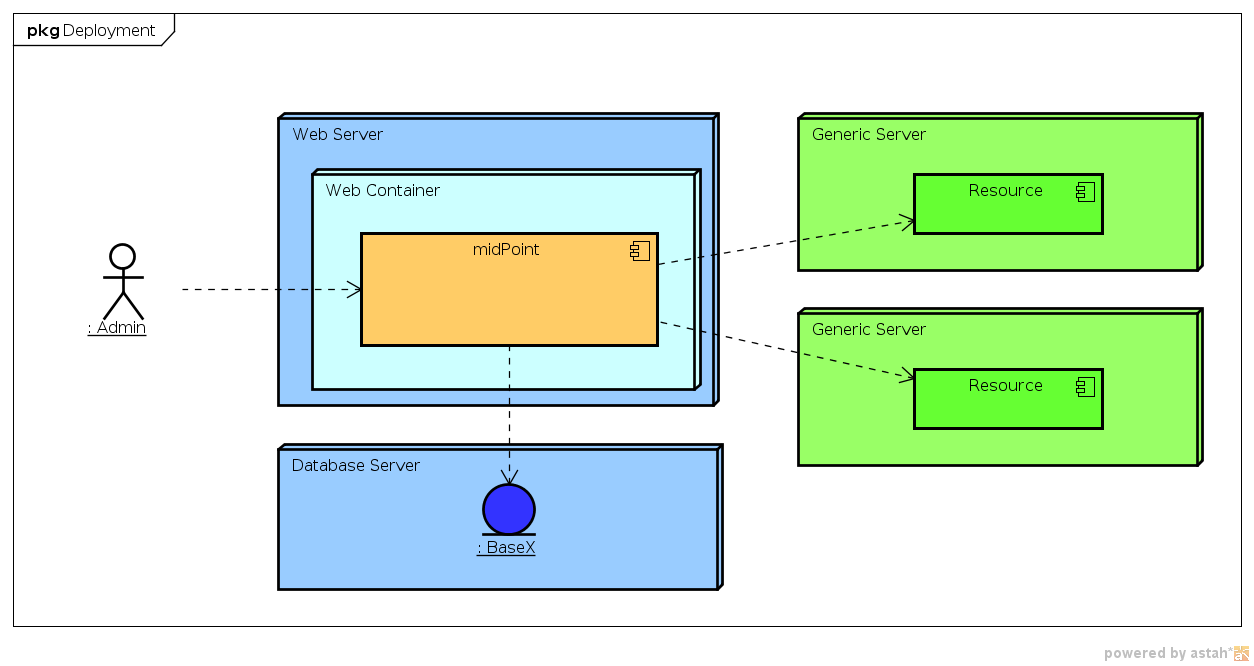 pkg Deployment
Web Server
Web Container
midPoint
: Admin
Database Server
: BaseX
Generic Server
Resource
Generic Server
Resource
powered by astah*